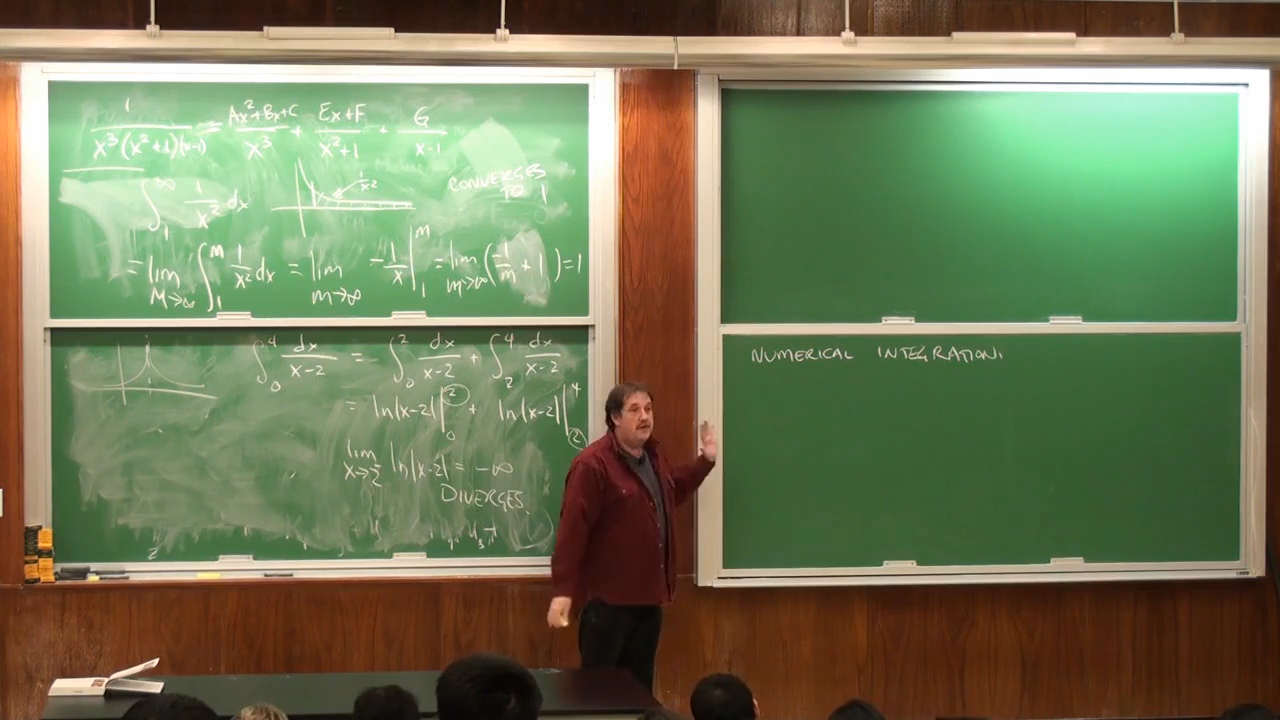 1/(x³(x²+1)(x-1)) = (Ax²+Bx+C)/x³ + (Ex+F)/(x²+1) + G/(x-1)
∫₁^∞ 1/x² dx
1/x²
CONVERGES
TO 1
= lim M→∞ ∫₁^M 1/x² dx = lim m→∞ -1/x |₁^M = lim m→∞ (-1/m + 1) = 1
∫₀⁴ dx/(x-2) = ∫₀² dx/(x-2) + ∫₂⁴ dx/(x-2)
= ln|x-2| |₀² + ln|x-2| |₂⁴
lim x→2⁻ ln|x-2| = -∞
DIVERGES.
NUMERICAL INTEGRATION: